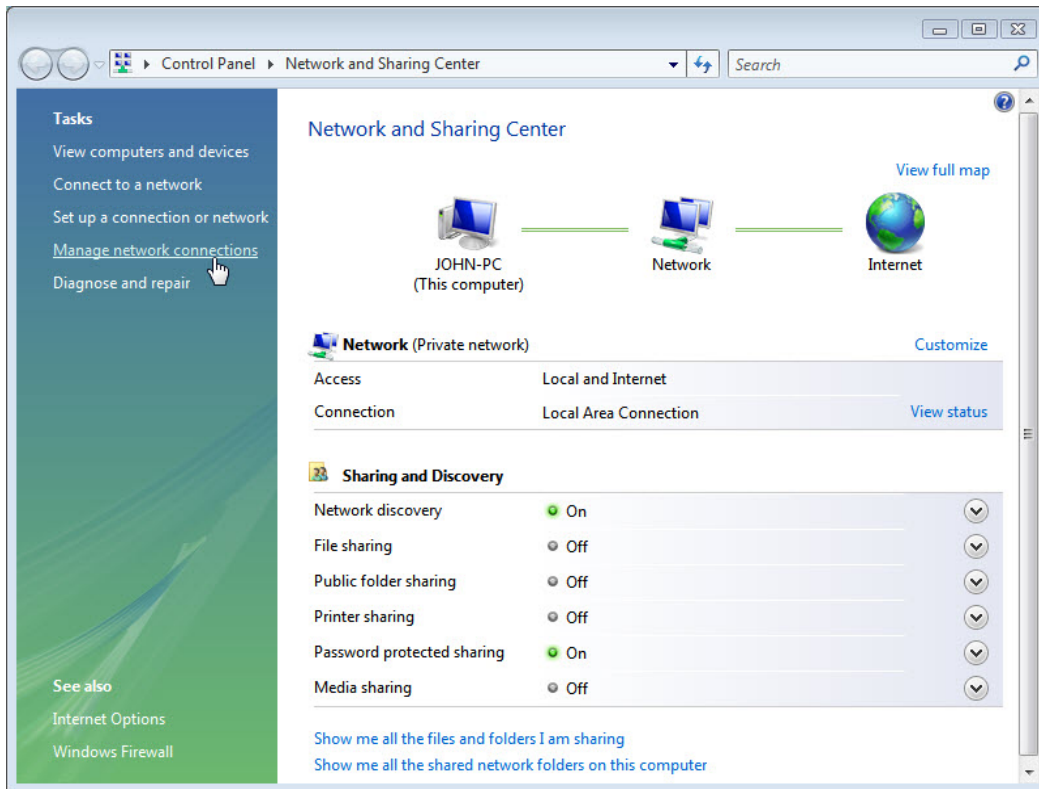 Control Panel
Network and Sharing Center
Search
Tasks
View computers and devices
Connect to a network
Set up a connection or network
Manage network connections
Diagnose and repair
See also
Internet Options
Windows Firewall
Network and Sharing Center
View full map
JOHN-PC
(This computer)
Network
Internet
Network (Private network)
Customize
Access Local and Internet
Connection Local Area Connection View status
Sharing and Discovery
Network discovery On
File sharing Off
Public folder sharing Off
Printer sharing Off
Password protected sharing On
Media sharing Off
Show me all the files and folders I am sharing
Show me all the shared network folders on this computer